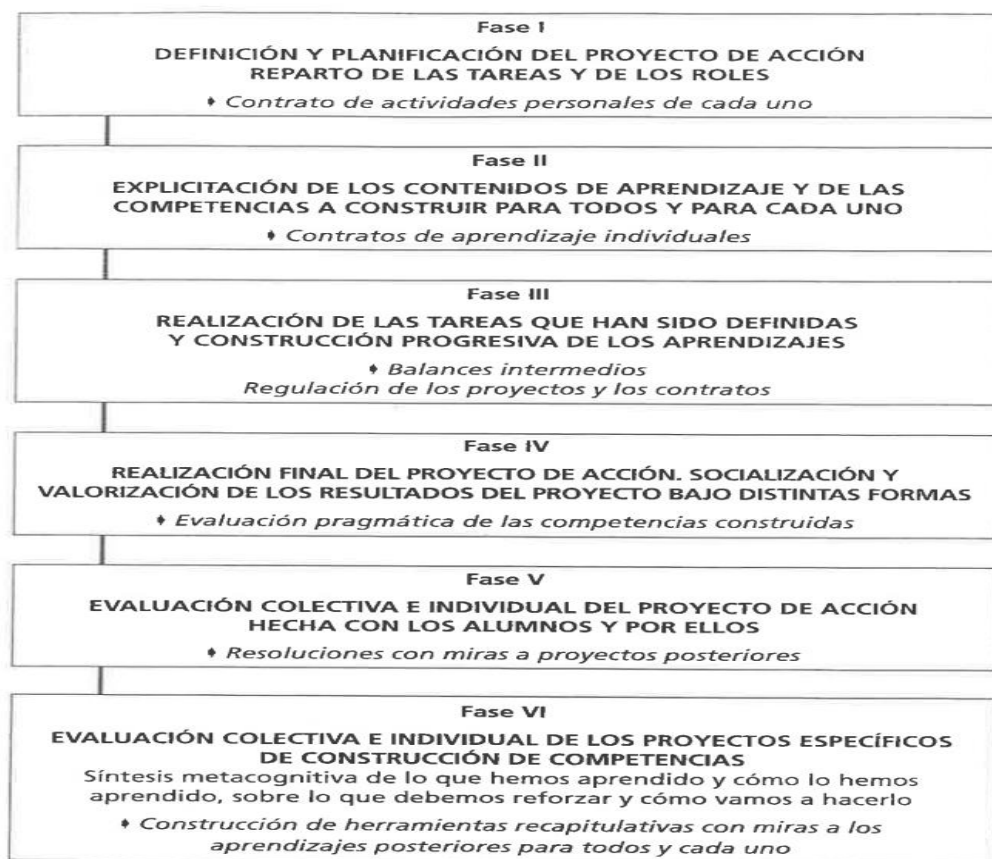 Fase I
DEFINICIÓN Y PLANIFICACIÓN DEL PROYECTO DE ACCIÓN
REPARTO DE LAS TAREAS Y DE LOS ROLES
♦ Contrato de actividades personales de cada uno
Fase II
EXPLICITACIÓN DE LOS CONTENIDOS DE APRENDIZAJE Y DE LAS
COMPETENCIAS A CONSTRUIR PARA TODOS Y PARA CADA UNO
♦ Contratos de aprendizaje individuales
Fase III
REALIZACIÓN DE LAS TAREAS QUE HAN SIDO DEFINIDAS
Y CONSTRUCCIÓN PROGRESIVA DE LOS APRENDIZAJES
♦ Balances intermedios
Regulación de los proyectos y los contratos
Fase IV
REALIZACIÓN FINAL DEL PROYECTO DE ACCIÓN. SOCIALIZACIÓN Y
VALORIZACIÓN DE LOS RESULTADOS DEL PROYECTO BAJO DISTINTAS FORMAS
♦ Evaluación pragmática de las competencias construidas
Fase V
EVALUACIÓN COLECTIVA E INDIVIDUAL DEL PROYECTO DE ACCIÓN
HECHA CON LOS ALUMNOS Y POR ELLOS
♦ Resoluciones con miras a proyectos posteriores
Fase VI
EVALUACIÓN COLECTIVA E INDIVIDUAL DE LOS PROYECTOS ESPECÍFICOS
DE CONSTRUCCIÓN DE COMPETENCIAS
Síntesis metacognitiva de lo que hemos aprendido y cómo lo hemos
aprendido, sobre lo que debemos reforzar y cómo vamos a hacerlo
♦ Construcción de herramientas recapitulativas con miras a los
aprendizajes posteriores para todos y cada uno